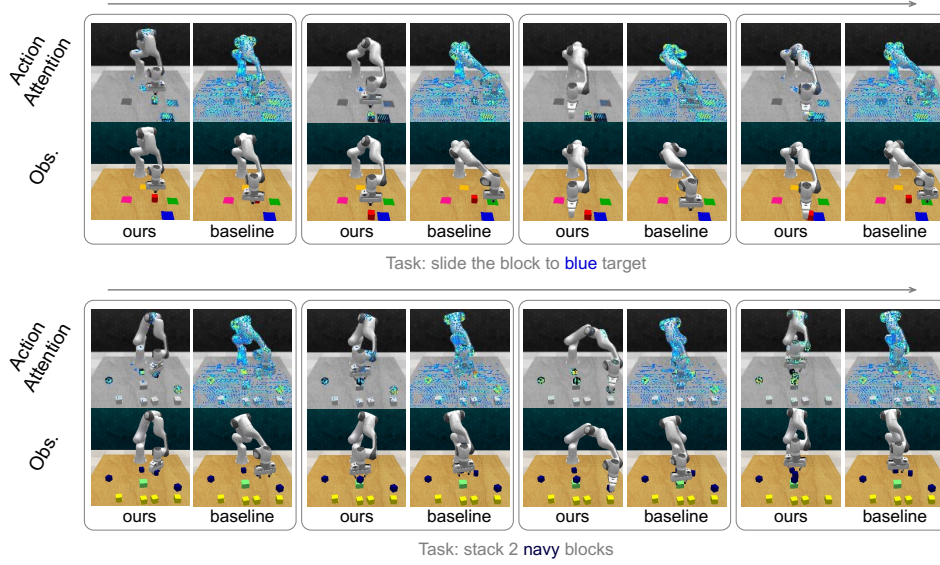 Action
Attention
Obs.
ours baseline ours baseline ours baseline ours baseline
Task: slide the block to blue target
Action
Attention
Obs.
ours baseline ours baseline ours baseline ours baseline
Task: stack 2 navy blocks